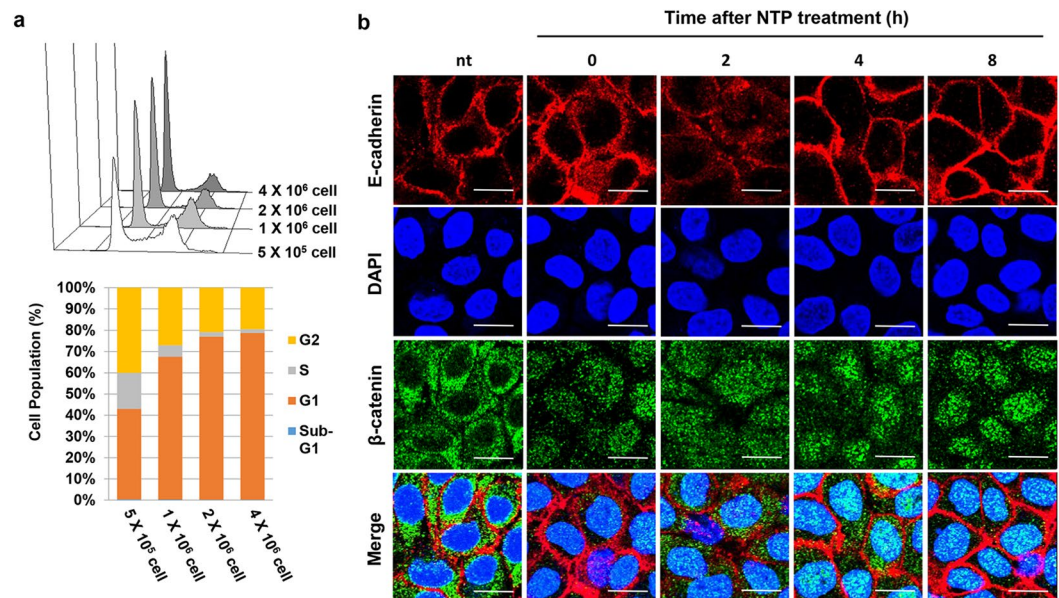 a
4 X 10⁶ cell
2 X 10⁶ cell
1 X 10⁶ cell
5 X 10⁵ cell
100%
90%
80%
70%
60%
50%
40%
30%
20%
10%
0%
Cell Population (%)
G2
S
G1
Sub-
G1
5 X 10⁵ cell
1 X 10⁶ cell
2 X 10⁶ cell
4 X 10⁶ cell
b
Time after NTP treatment (h)
nt 0 2 4 8
E-cadherin
DAPI
β-catenin
Merge